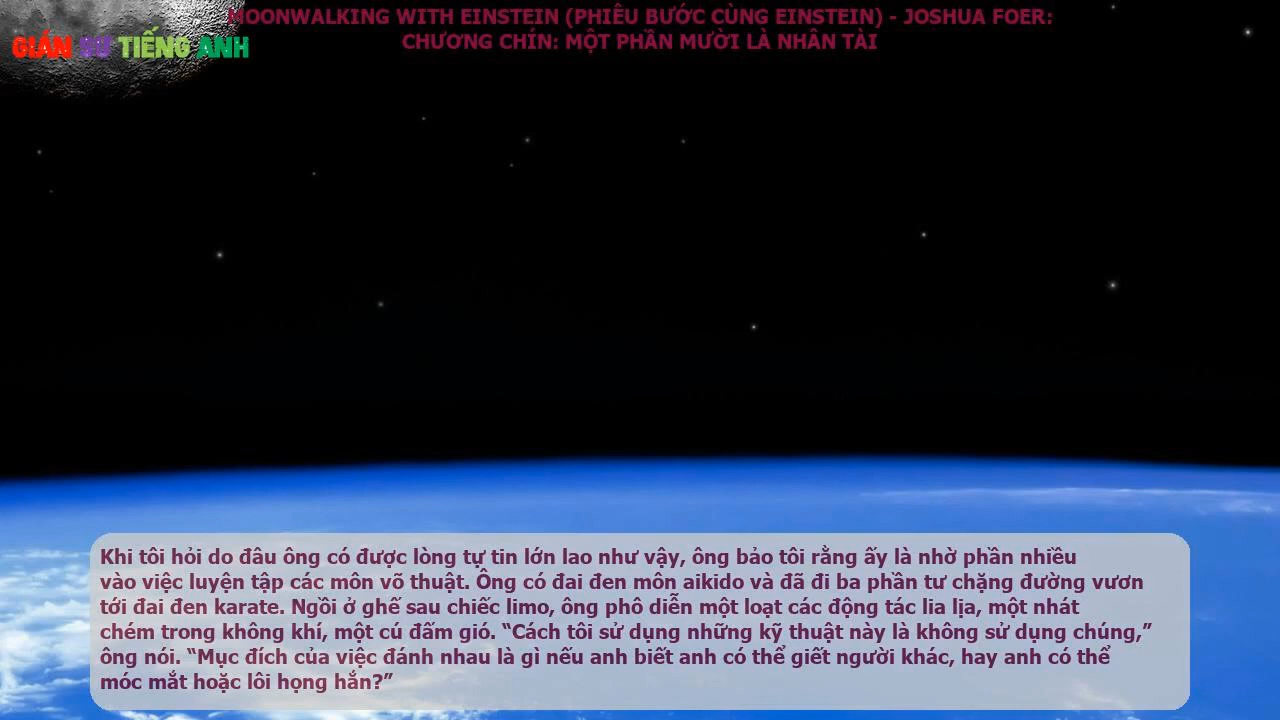 MOONWALKING WITH EINSTEIN (PHIÊU BƯỚC CÙNG EINSTEIN) - JOSHUA FOER:
CHƯƠNG CHÍN: MỘT PHẦN MƯỜI LÀ NHÂN TÀI
GIÁN SƯ TIẾNG ANH
Khi tôi hỏi do đâu ông có được lòng tự tin lớn lao như vậy, ông bảo tôi rằng ấy là nhờ phần nhiều
vào việc luyện tập các môn võ thuật. Ông có đai đen môn aikido và đã đi ba phần tư chặng đường vươn
tới đai đen karate. Ngồi ở ghế sau chiếc limo, ông phô diễn một loạt các động tác lia lịa, một nhát
chém trong không khí, một cú đấm gió. “Cách tôi sử dụng những kỹ thuật này là không sử dụng chúng,”
ông nói. “Mục đích của việc đánh nhau là gì nếu anh biết anh có thể giết người khác, hay anh có thể
móc mắt hoặc lôi họng hắn?”